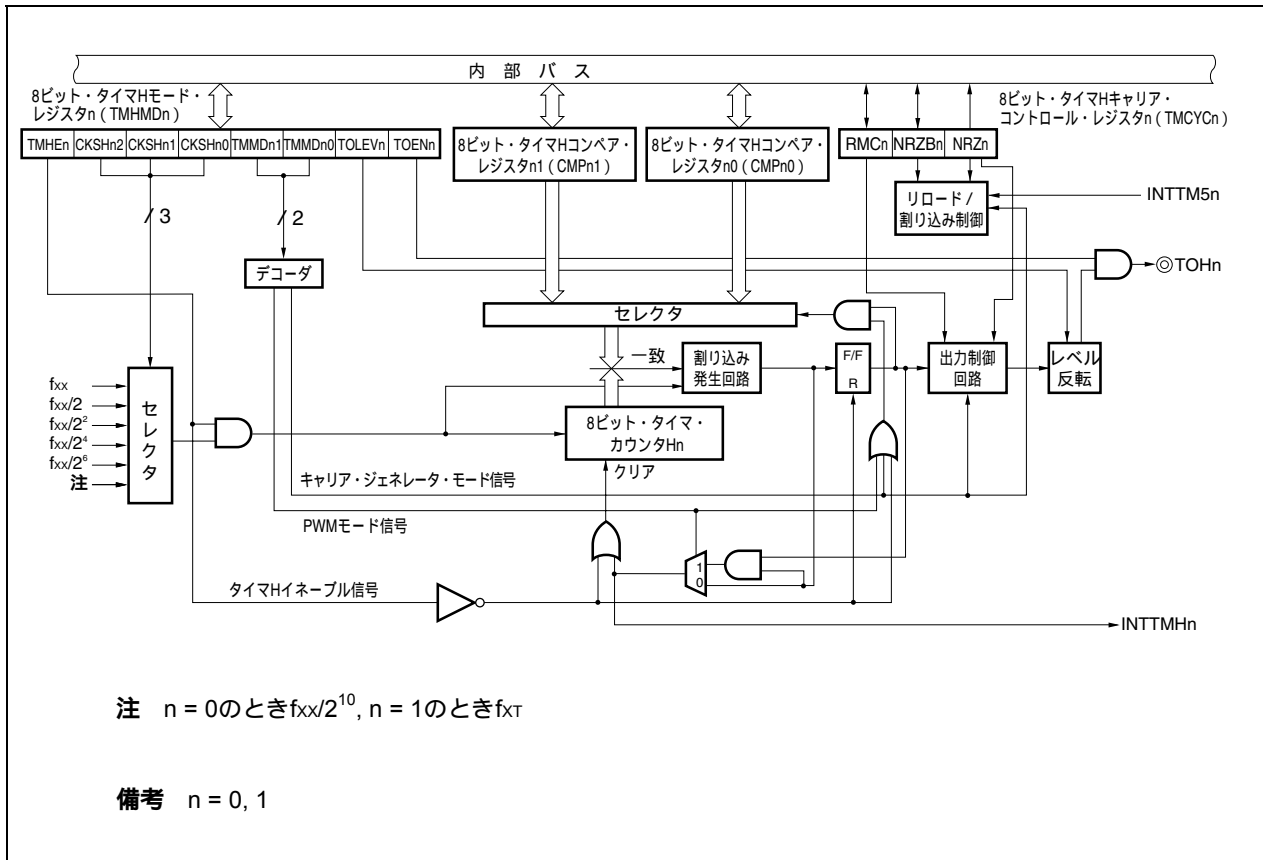 内 部 バ ス
8ビット・タイマHモード・
レジスタn(TMHMDn)
8ビット・タイマHキャリア・
コントロール・レジスタn(TMCYCn)
TMHEn CKSHn2 CKSHn1 CKSHn0 TMMDn1 TMMDn0 TOLEVn TOENn
8ビット・タイマHコンペア・
レジスタn1(CMPn1)
8ビット・タイマHコンペア・
レジスタn0(CMPn0)
RMCn NRZBn NRZn
リロード/
割り込み制御
INTTM5n
/3
/2
デコーダ
TOHn
セレクタ
一致
割り込み
発生回路
F/F
R
出力制御
回路
レベル
反転
fxx
fxx/2
fxx/2²
fxx/2⁴
fxx/2⁶
注
セレクタ
8ビット・タイマ・
カウンタHn
クリア
キャリア・ジェネレータ・モード信号
PWMモード信号
1
0
タイマHイネーブル信号
INTTMHn
注 n = 0のときfxx/2¹⁰, n = 1のときfXT
備考 n = 0, 1